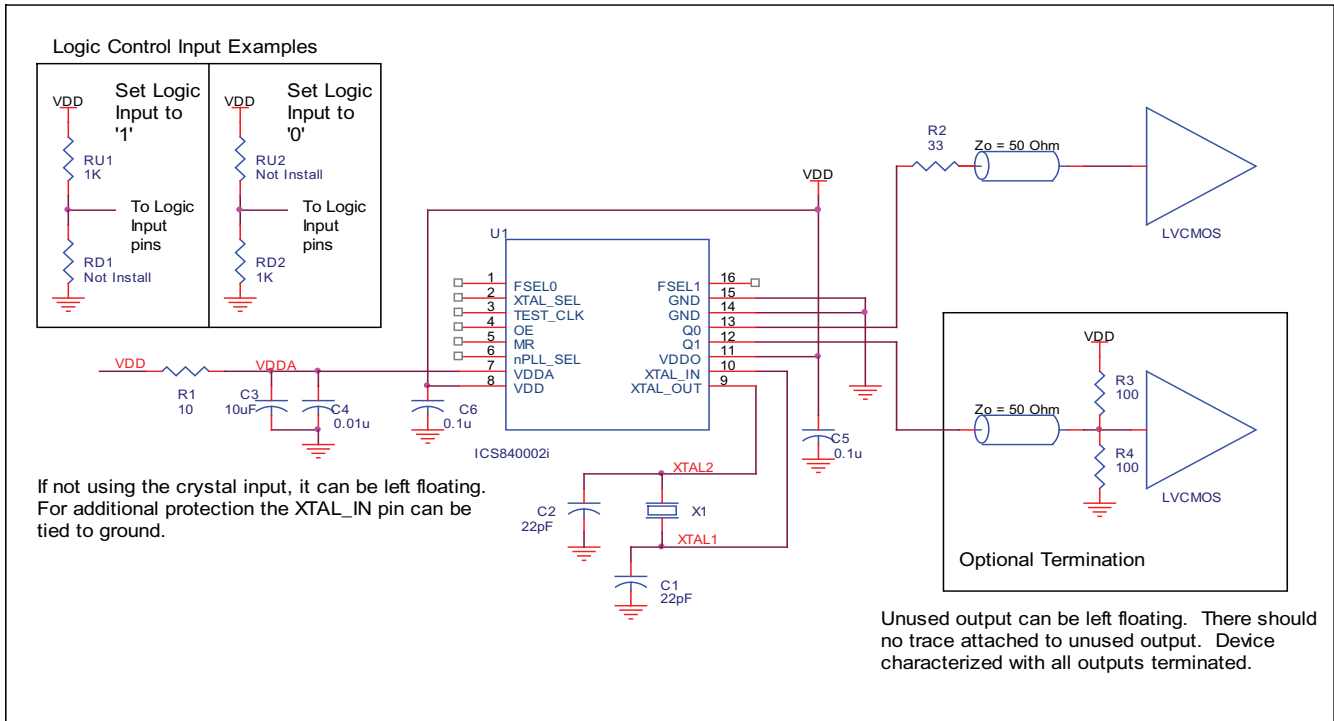 Logic Control Input Examples
Set Logic
Input to
'1'
VDD
RU1
1K
To Logic
Input
pins
RD1
Not Install
Set Logic
Input to
'0'
VDD
RU2
Not Install
To Logic
Input
pins
RD2
1K
VDD
R1
10
VDDA
C3
10uF
C4
0.01u
C6
0.1u
U1
1
FSEL0
2
XTAL_SEL
3
TEST_CLK
4
OE
5
MR
6
nPLL_SEL
7
VDDA
8
VDD
16
FSEL1
15
GND
14
GND
13
Q0
12
Q1
11
VDDO
10
XTAL_IN
9
XTAL_OUT
ICS840002i
VDD
C5
0.1u
XTAL2
C2
22pF
X1
XTAL1
C1
22pF
R2
33
Zo = 50 Ohm
LVCMOS
VDD
R3
100
Zo = 50 Ohm
R4
100
LVCMOS
Optional Termination
If not using the crystal input, it can be left floating.
For additional protection the XTAL_IN pin can be
tied to ground.
Unused output can be left floating. There should
no trace attached to unused output. Device
characterized with all outputs terminated.